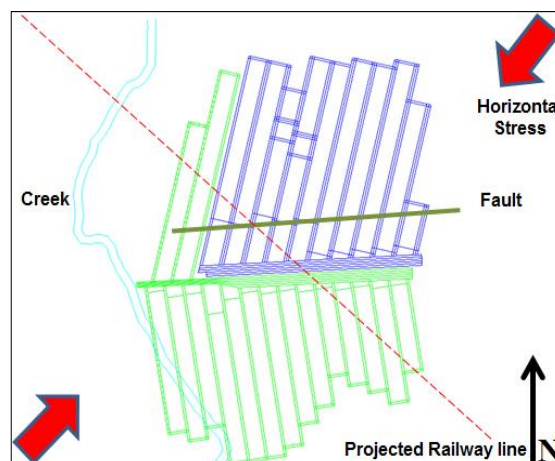 Horizonta
Stress
Creek
Fault
Projected Railway line
N